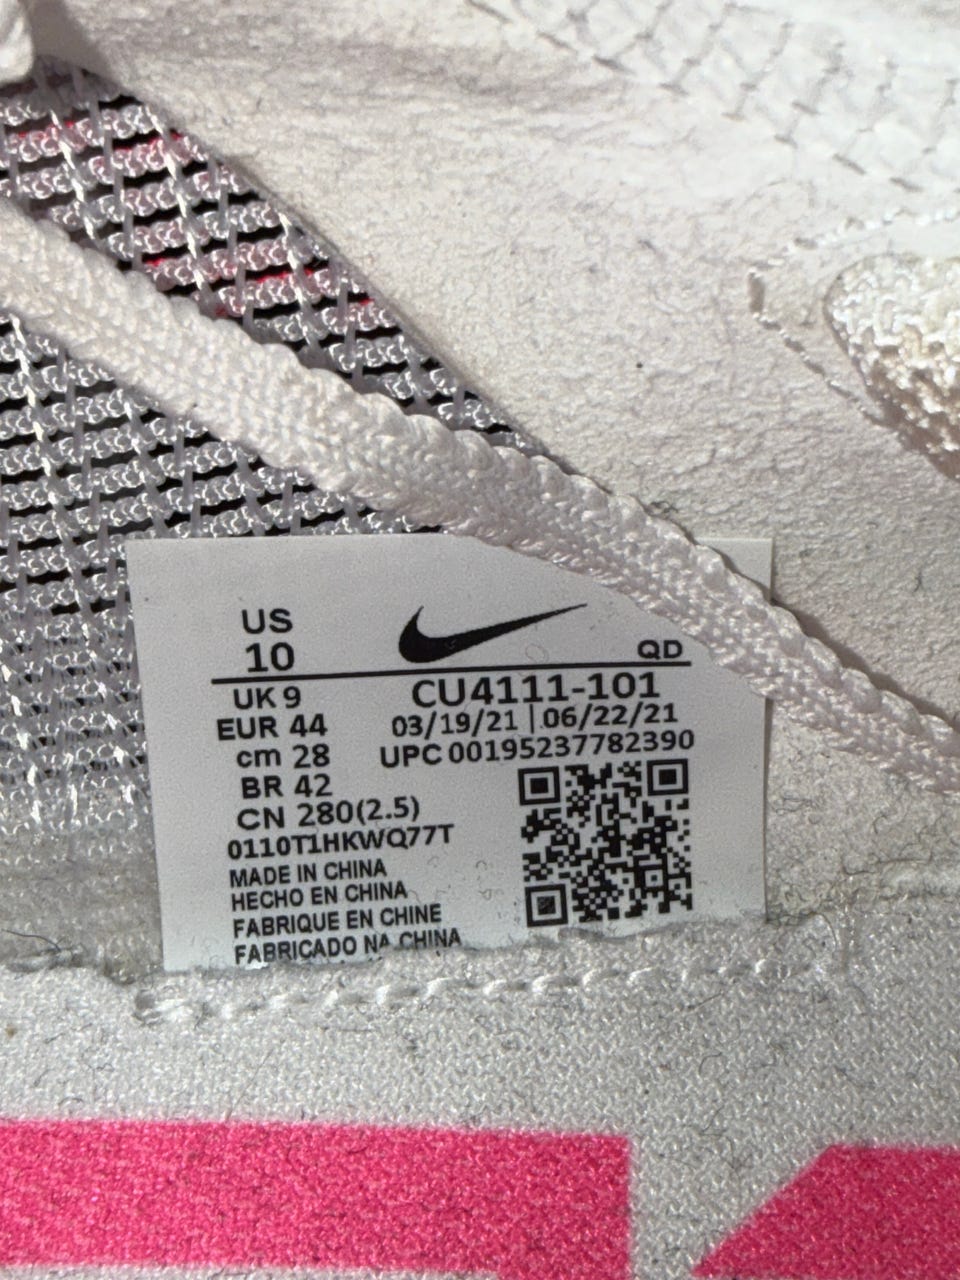 US
10
QD
UK 9
CU4111-101
EUR 44
03/19/21 | 06/22/21
cm 28
UPC 00195237782390
BR 42
CN 280(2.5)
0110T1HKWQ77T
MADE IN CHINA
HECHO EN CHINA
FABRIQUE EN CHINE
FABRICADO NA CHINA